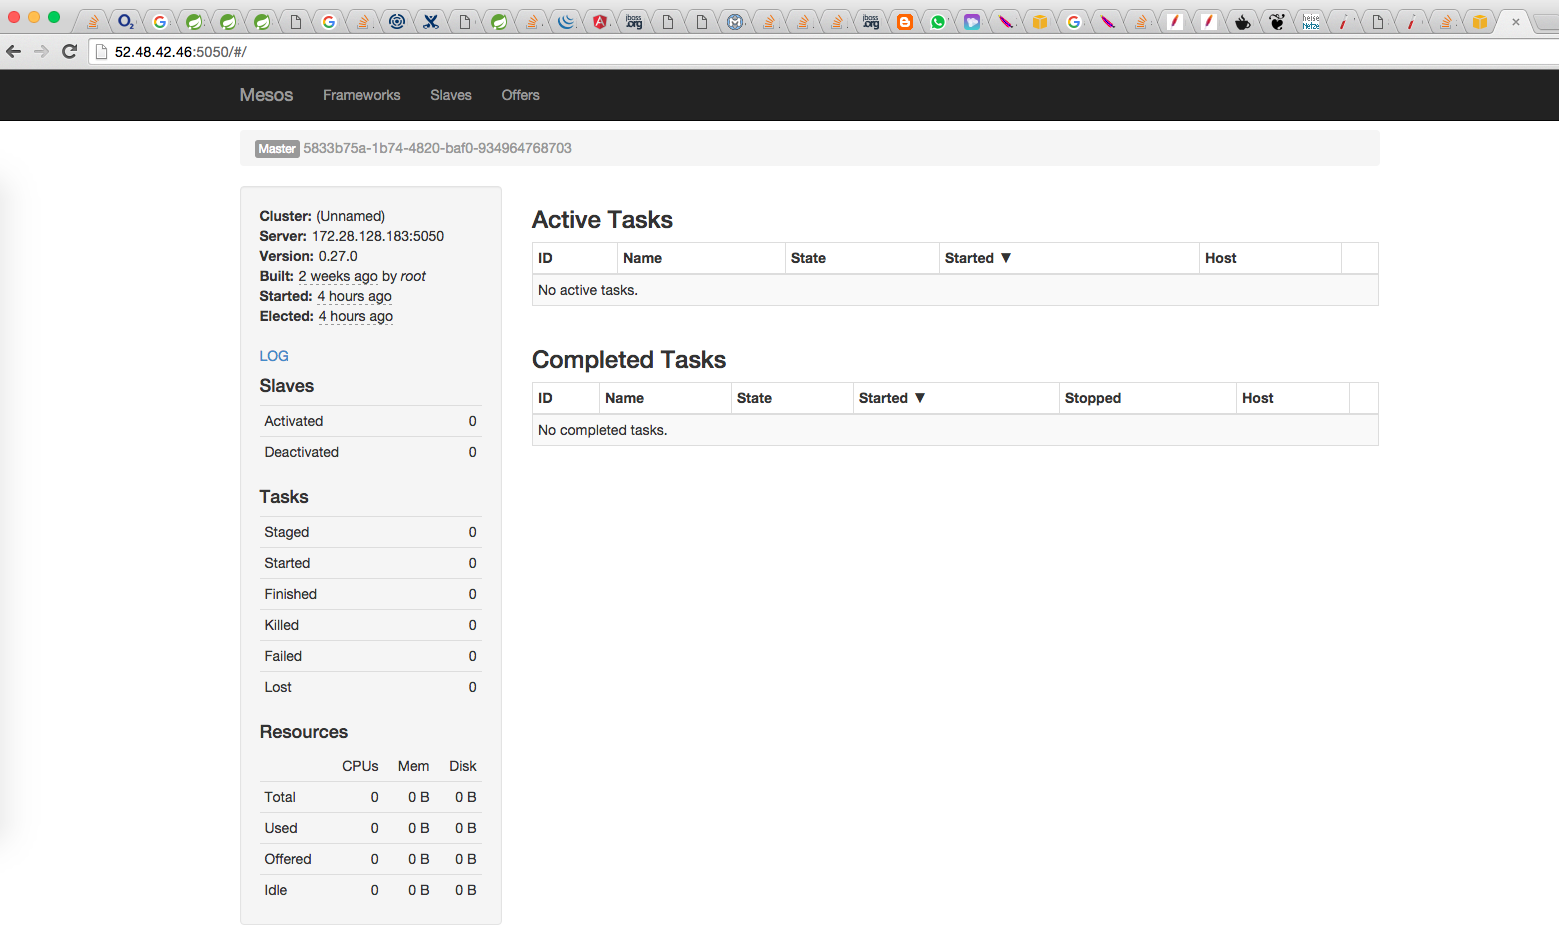 52.48.42.46:5050/#/
Mesos Frameworks Slaves Offers
Master 5833b75a-1b74-4820-baf0-934964768703
Cluster: (Unnamed)
Server: 172.28.128.183:5050
Version: 0.27.0
Built: 2 weeks ago by root
Started: 4 hours ago
Elected: 4 hours ago
LOG
Slaves
Activated 0
Deactivated 0
Tasks
Staged 0
Started 0
Finished 0
Killed 0
Failed 0
Lost 0
Resources
CPUs Mem Disk
Total 0 0 B 0 B
Used 0 0 B 0 B
Offered 0 0 B 0 B
Idle 0 0 B 0 B
Active Tasks
ID Name State Started ▼ Host
No active tasks.
Completed Tasks
ID Name State Started ▼ Stopped Host
No completed tasks.